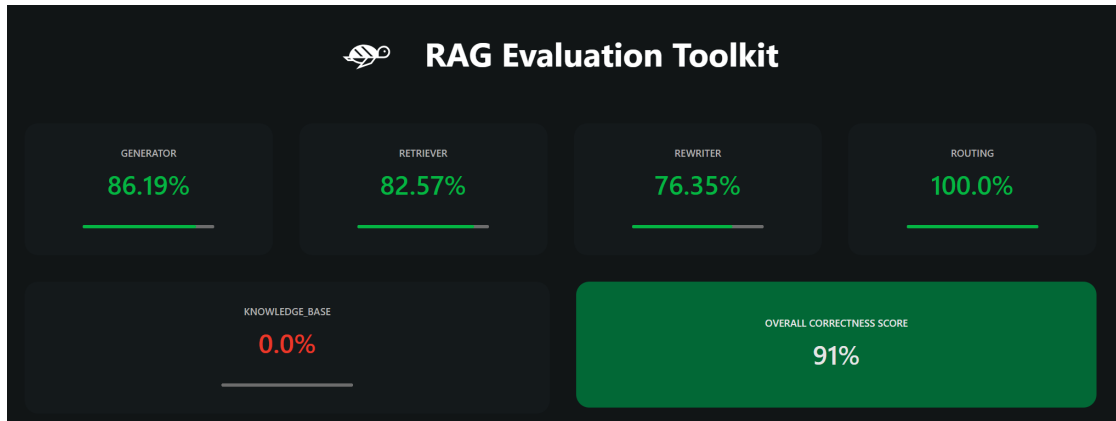 RAG Evaluation Toolkit
GENERATOR
86.19%
RETRIEVER
82.57%
REWRITER
76.35%
ROUTING
100.0%
KNOWLEDGE_BASE
0.0%
OVERALL CORRECTNESS SCORE
91%